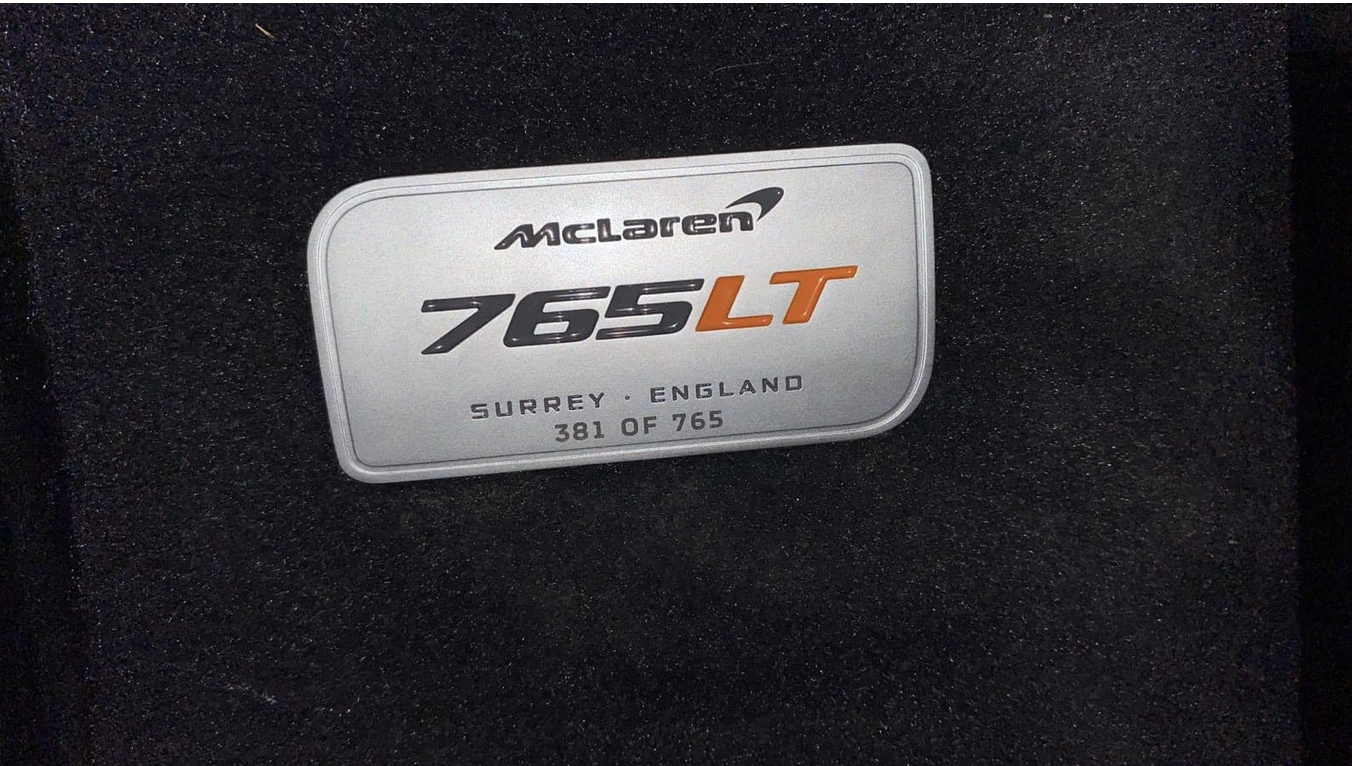 McLaren
765LT
SURREY · ENGLAND
381 OF 765